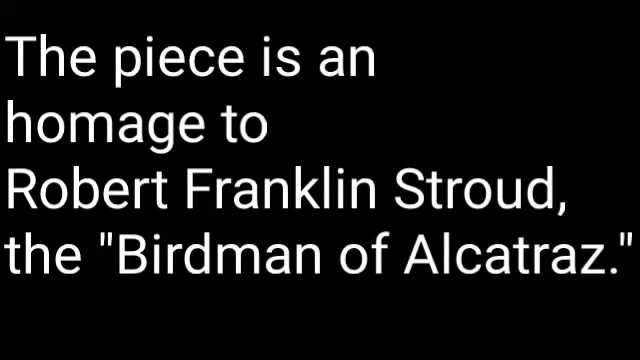 The piece is an
homage to
Robert Franklin Stroud,
the "Birdman of Alcatraz."